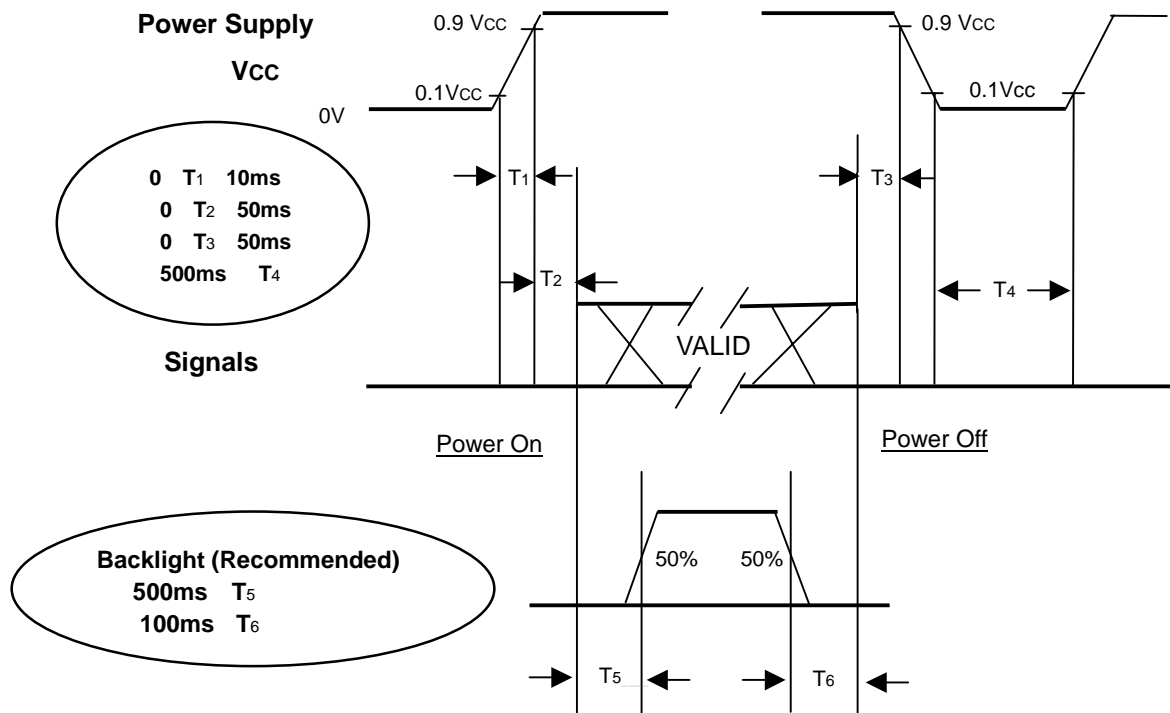 Power Supply
VCC
0.9 VCC
0.1VCC
0V
0.9 VCC
0.1VCC
0 T1 10ms
0 T2 50ms
0 T3 50ms
500ms T4
T1
T2
T3
T4
Signals
VALID
Power On
Power Off
Backlight (Recommended)
500ms T5
100ms T6
50%
50%
T5
T6